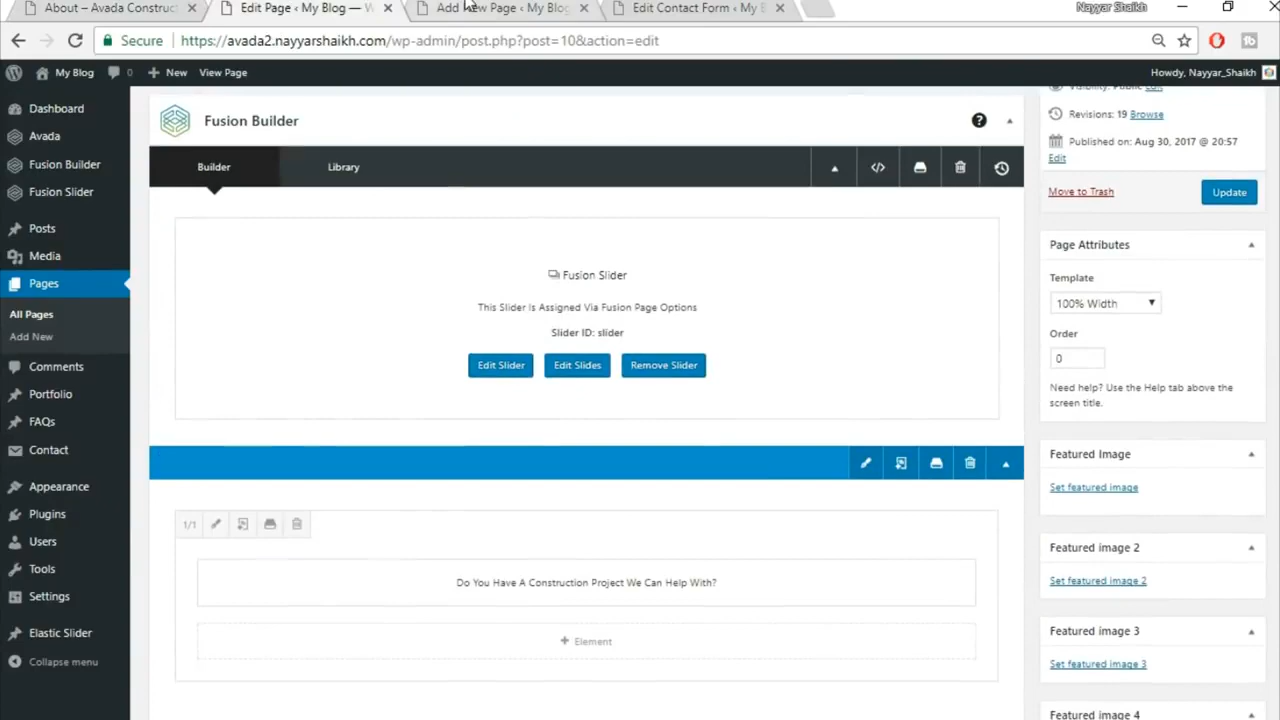 About – Avada Construct
Edit Page ‹ My Blog — W
Add New Page ‹ My Blog
Edit Contact Form ‹ My B
Nayyar Shaikh
Secure
https://avada2.nayyarshaikh.com/wp-admin/post.php?post=10&action=edit
My Blog
0
New
View Page
Howdy, Nayyar_Shaikh
Dashboard
Avada
Fusion Builder
Fusion Slider
Posts
Media
Pages
All Pages
Add New
Comments
Portfolio
FAQs
Contact
Appearance
Plugins
Users
Tools
Settings
Elastic Slider
Collapse menu
Fusion Builder
Builder
Library
Fusion Slider
This Slider Is Assigned Via Fusion Page Options
Slider ID: slider
Edit Slider
Edit Slides
Remove Slider
1/1
Do You Have A Construction Project We Can Help With?
+ Element
Visibility: Public Edit
Revisions: 19 Browse
Published on: Aug 30, 2017 @ 20:57
Edit
Move to Trash
Update
Page Attributes
Template
100% Width
Order
0
Need help? Use the Help tab above the
screen title.
Featured Image
Set featured image
Featured image 2
Set featured image 2
Featured image 3
Set featured image 3
Featured image 4